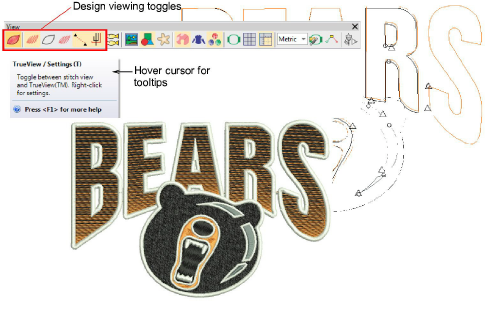 Design viewing toggles
View
Metric
TrueView / Settings (T)
Toggle between stitch view
and TrueView(TM). Right-click
for settings.
Press <F1> for more help
Hover cursor for
tooltips
BEARS